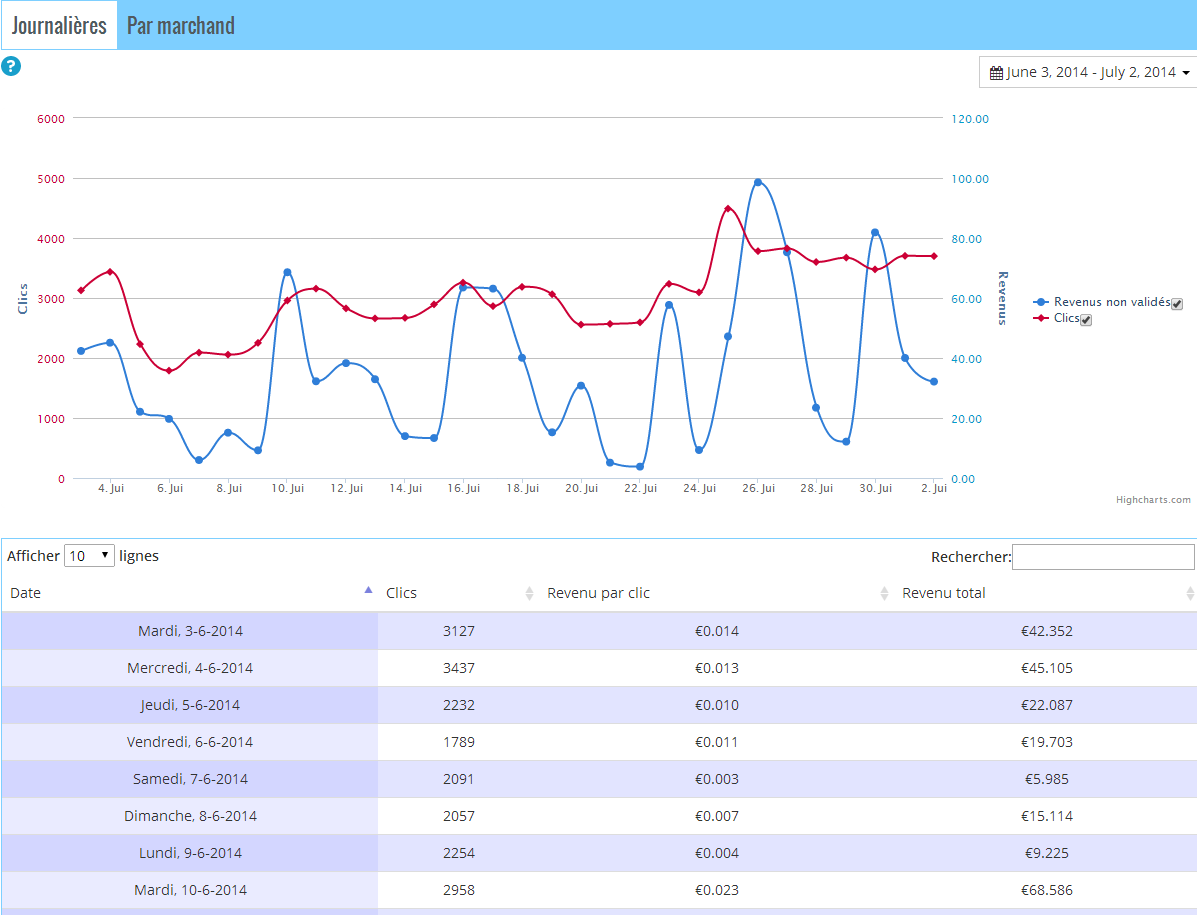 Journalières Par marchand
?
June 3, 2014 - July 2, 2014
6000 120.00
5000 100.00
4000 80.00
3000 60.00
2000 40.00
1000 20.00
0 0.00
Clics
Revenus
Revenus non validés
Clics
4. Jui 6. Jui 8. Jui 10. Jui 12. Jui 14. Jui 16. Jui 18. Jui 20. Jui 22. Jui 24. Jui 26. Jui 28. Jui 30. Jui 2. Jui
Highcharts.com
Afficher 10 lignes Rechercher:
Date Clics Revenu par clic Revenu total
Mardi, 3-6-2014 3127 €0.014 €42.352
Mercredi, 4-6-2014 3437 €0.013 €45.105
Jeudi, 5-6-2014 2232 €0.010 €22.087
Vendredi, 6-6-2014 1789 €0.011 €19.703
Samedi, 7-6-2014 2091 €0.003 €5.985
Dimanche, 8-6-2014 2057 €0.007 €15.114
Lundi, 9-6-2014 2254 €0.004 €9.225
Mardi, 10-6-2014 2958 €0.023 €68.586